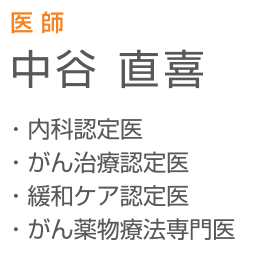 医師
中谷 直喜
・内科認定医
・がん治療認定医
・緩和ケア認定医
・がん薬物療法専門医